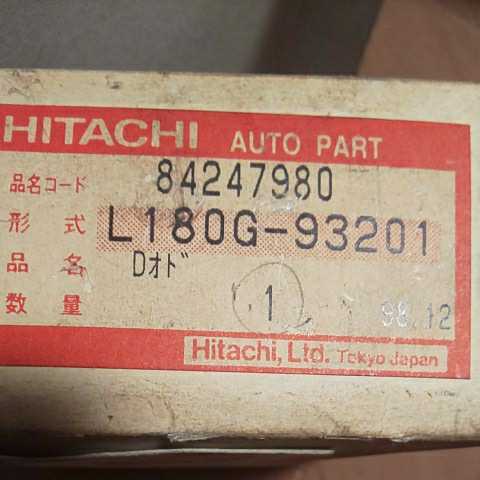 HITACHI AUTO PART
品名コード 84247980
形式 L180G-93201
品名 Dオド
数量 1 98.12
Hitachi, Ltd. Tokyo Japan